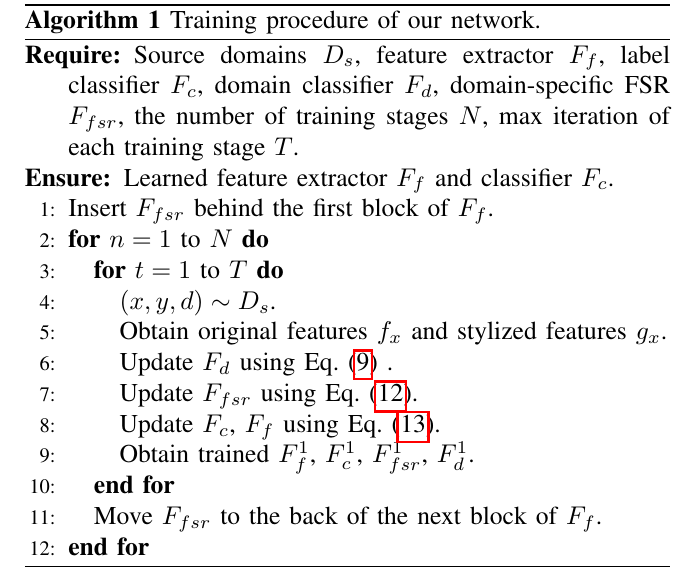 Algorithm 1 Training procedure of our network.
Require: Source domains $D_s$, feature extractor $F_f$, label
classifier $F_c$, domain classifier $F_d$, domain-specific FSR
$F_{fsr}$, the number of training stages $N$, max iteration of
each training stage $T$.
Ensure: Learned feature extractor $F_f$ and classifier $F_c$.
1: Insert $F_{fsr}$ behind the first block of $F_f$.
2: for $n = 1$ to $N$ do
3: for $t = 1$ to $T$ do
4: $(x, y, d) \sim D_s$.
5: Obtain original features $f_x$ and stylized features $g_x$.
6: Update $F_d$ using Eq. (9) .
7: Update $F_{fsr}$ using Eq. (12).
8: Update $F_c$, $F_f$ using Eq. (13).
9: Obtain trained $F_f^1$, $F_c^1$, $F_{fsr}^1$, $F_d^1$.
10: end for
11: Move $F_{fsr}$ to the back of the next block of $F_f$.
12: end for